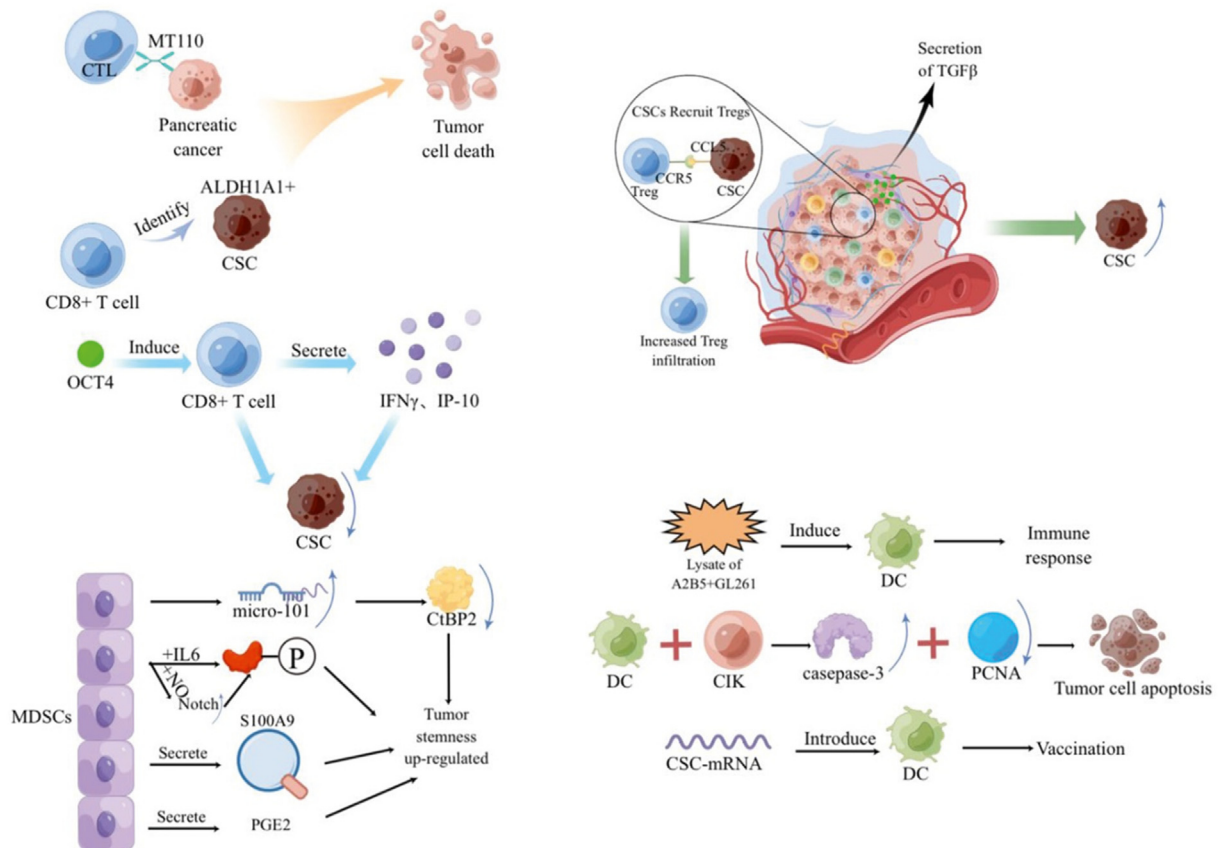 CTL
MT110
Pancreatic
cancer
Tumor
cell death
ALDH1A1+
Identify
CSC
CD8+ T cell
OCT4
Induce
CD8+ T cell
Secrete
IFNγ、IP-10
CSC
MDSCs
micro-101
CtBP2
+IL6
+NO
Notch
P
S100A9
Secrete
Secrete
PGE2
Tumor
stemness
up-regulated
Secretion
of TGFβ
CSCs Recruit Tregs
CCL5
CCR5
Treg
CSC
Increased Treg
infiltration
CSC
Lysate of
A2B5+GL261
Induce
DC
Immune
response
DC
CIK
casepase-3
PCNA
Tumor cell apoptosis
CSC-mRNA
Introduce
DC
Vaccination